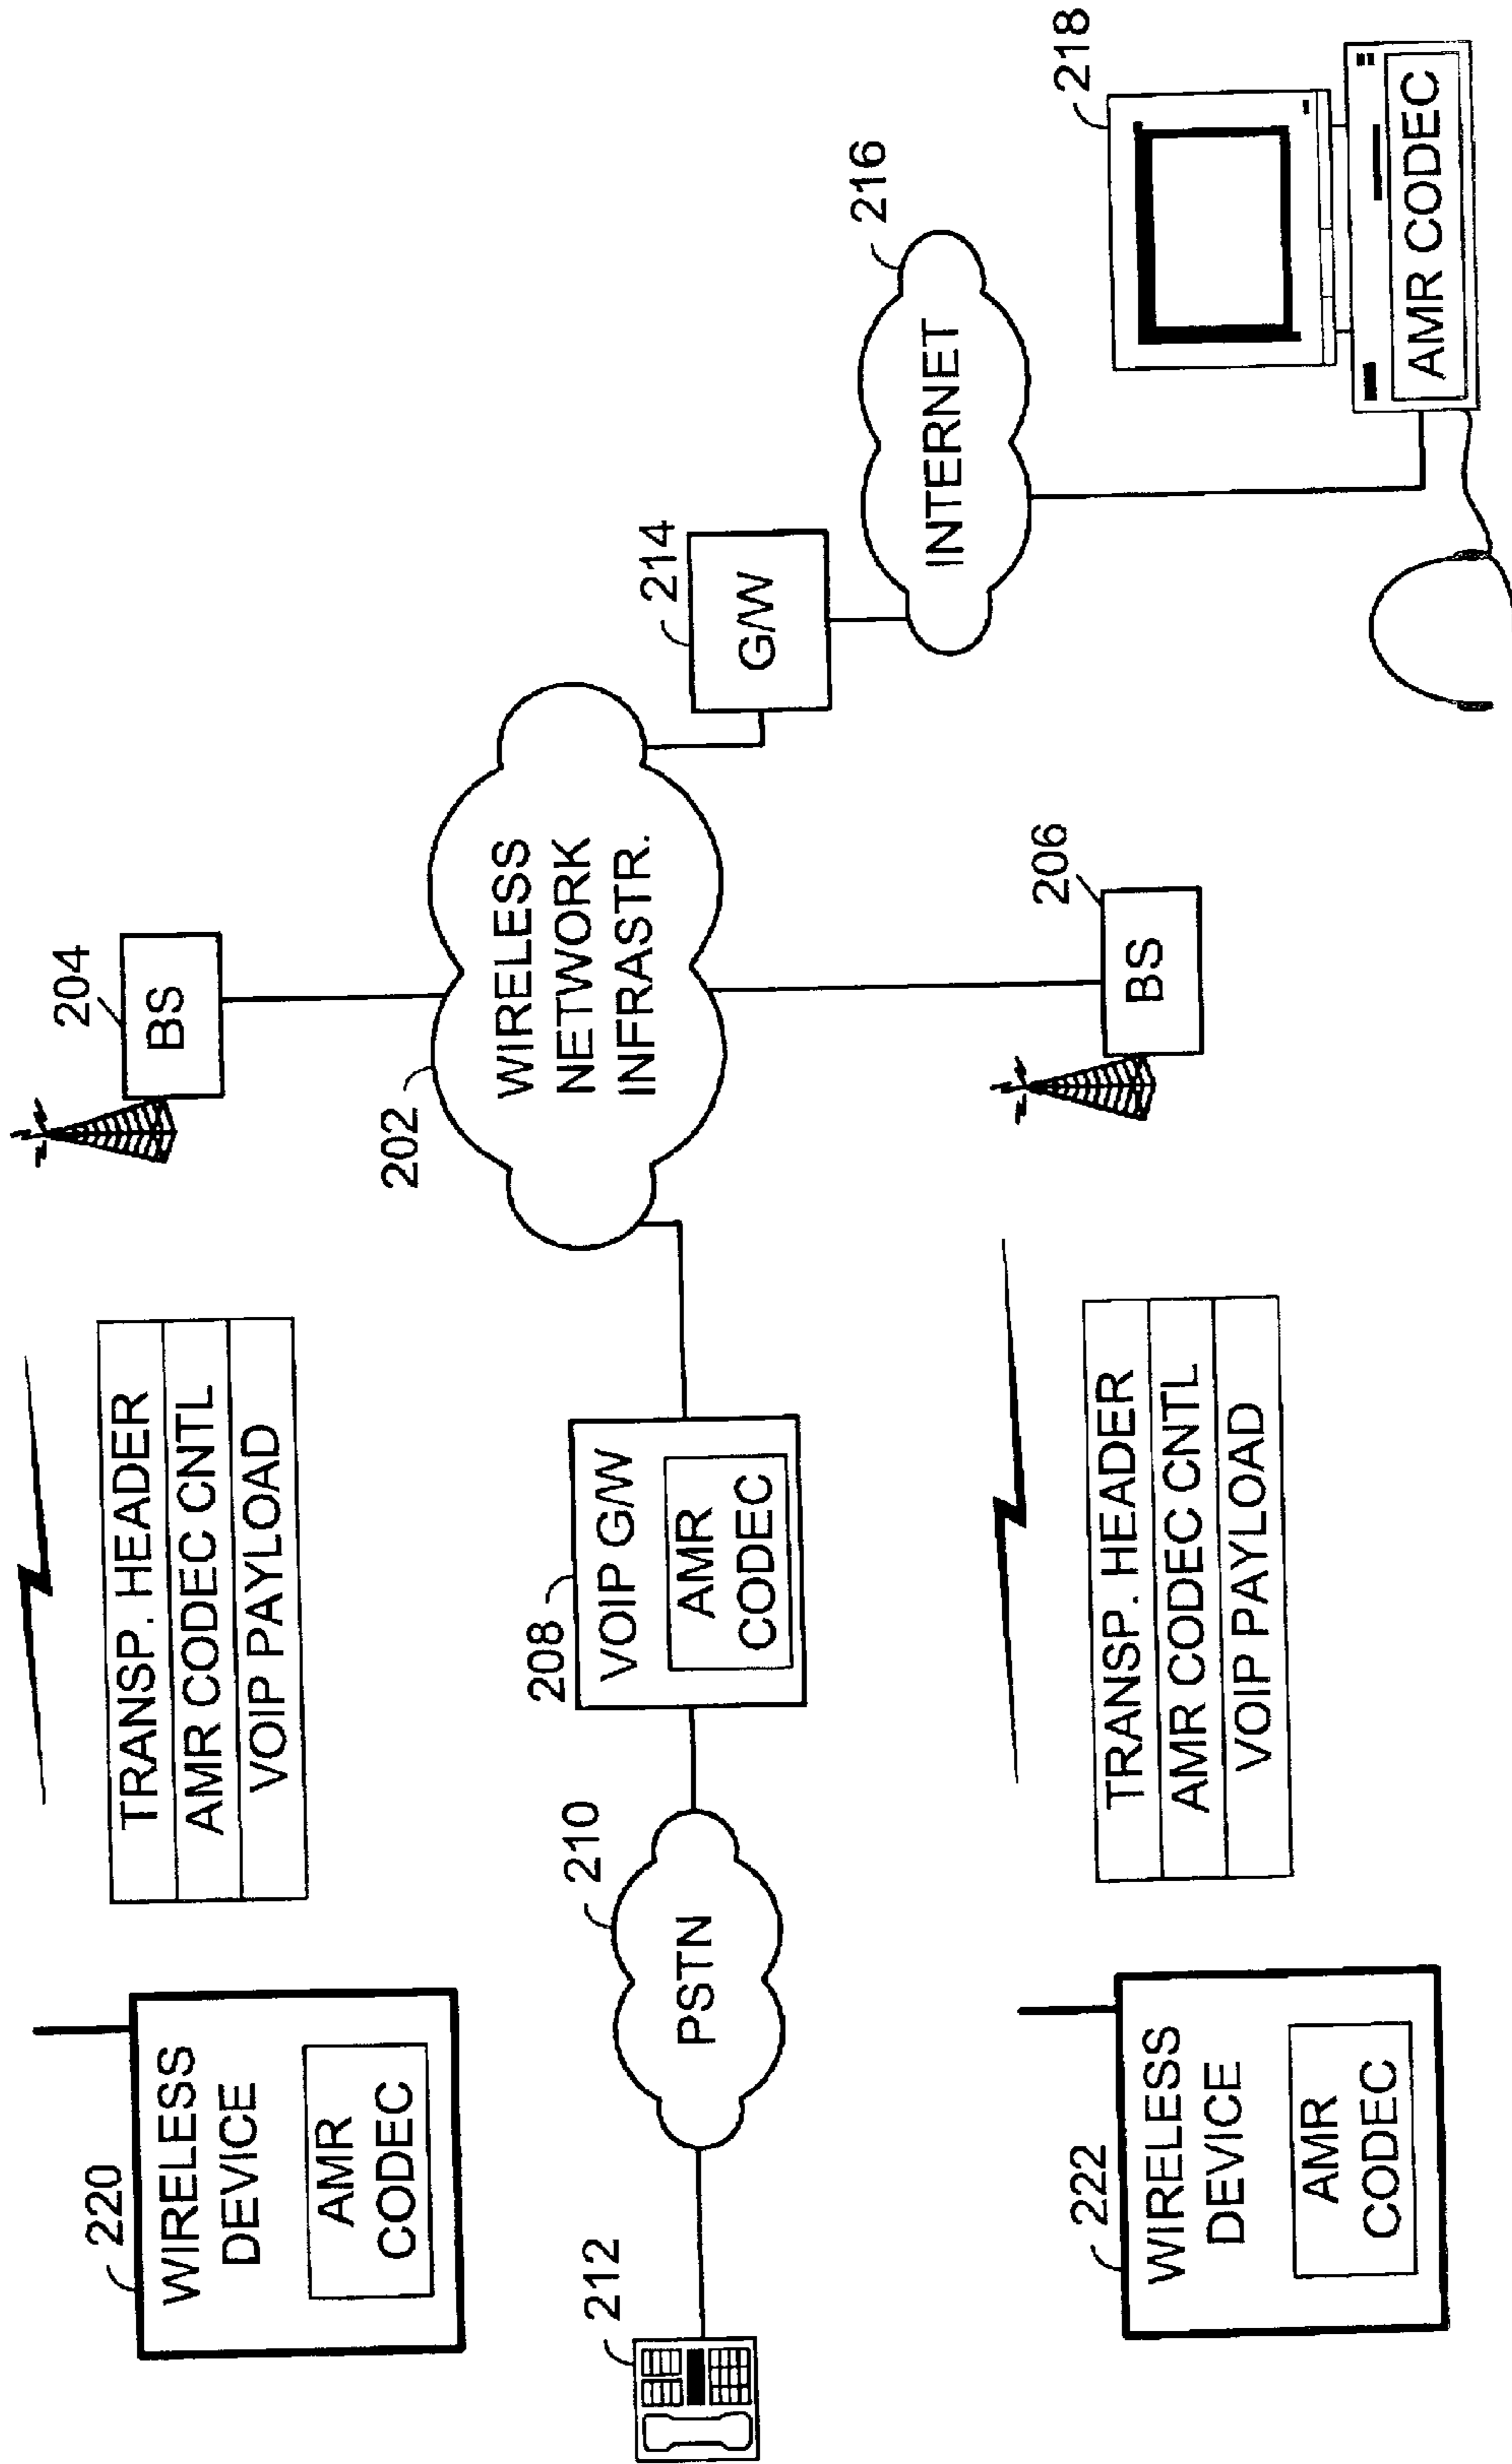 220
WIRELESS
DEVICE
AMR
CODEC
TRANSP. HEADER
AMR CODEC CNTL
VOIP PAYLOAD
204
BS
212
210
PSTN
208
VOIP G/W
AMR
CODEC
202
WIRELESS
NETWORK
INFRASTR.
214
G/W
216
INTERNET
218
AMR CODEC
222
WIRELESS
DEVICE
AMR
CODEC
TRANSP. HEADER
AMR CODEC CNTL
VOIP PAYLOAD
206
BS